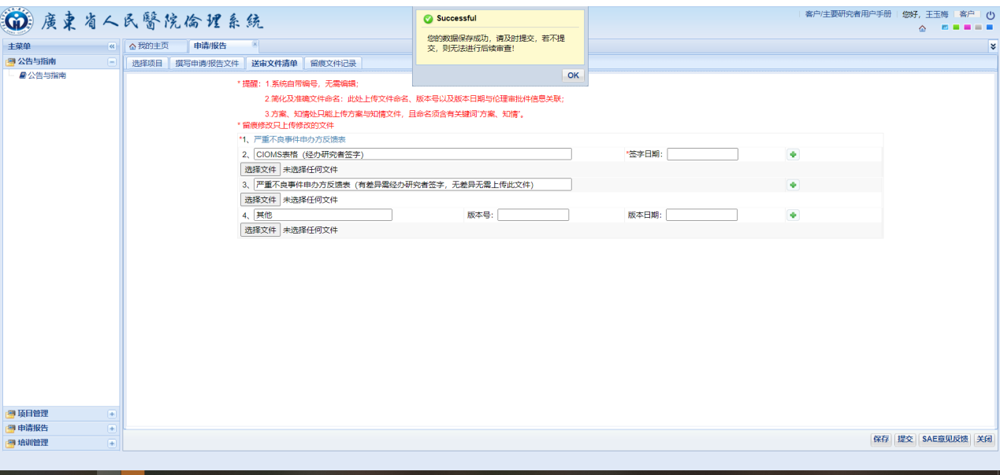 廣東省人民醫院倫理系統
客户/主要研究者用户手册 您好，王玉梅 客户
Successful
您的数据保存成功，请及时提交，若不提
交，则无法进行后续审查！
OK
主菜单
我的主页 申请/报告
公告与指南
公告与指南
选择项目 撰写申请/报告文件 送审文件清单 留痕文件记录
* 提醒：1.系统自带编号，无需编辑；
2.简化及准确文件命名：此处上传文件命名、版本号以及版本日期与伦理审批件信息关联；
3.方案、知情处只能上传方案与知情文件，且命名须含有关键词“方案、知情”。
* 留痕修改只上传修改的文件
*1、严重不良事件申办方反馈表
2、CIOMS表格（经办研究者签字） *签字日期：
选择文件 未选择任何文件
3、严重不良事件申办方反馈表（有差异需经办研究者签字，无差异无需上传此文件）
选择文件 未选择任何文件
4、其他 版本号： 版本日期：
选择文件 未选择任何文件
项目管理
申请报告
培训管理
保存 提交 SAE意见反馈 关闭